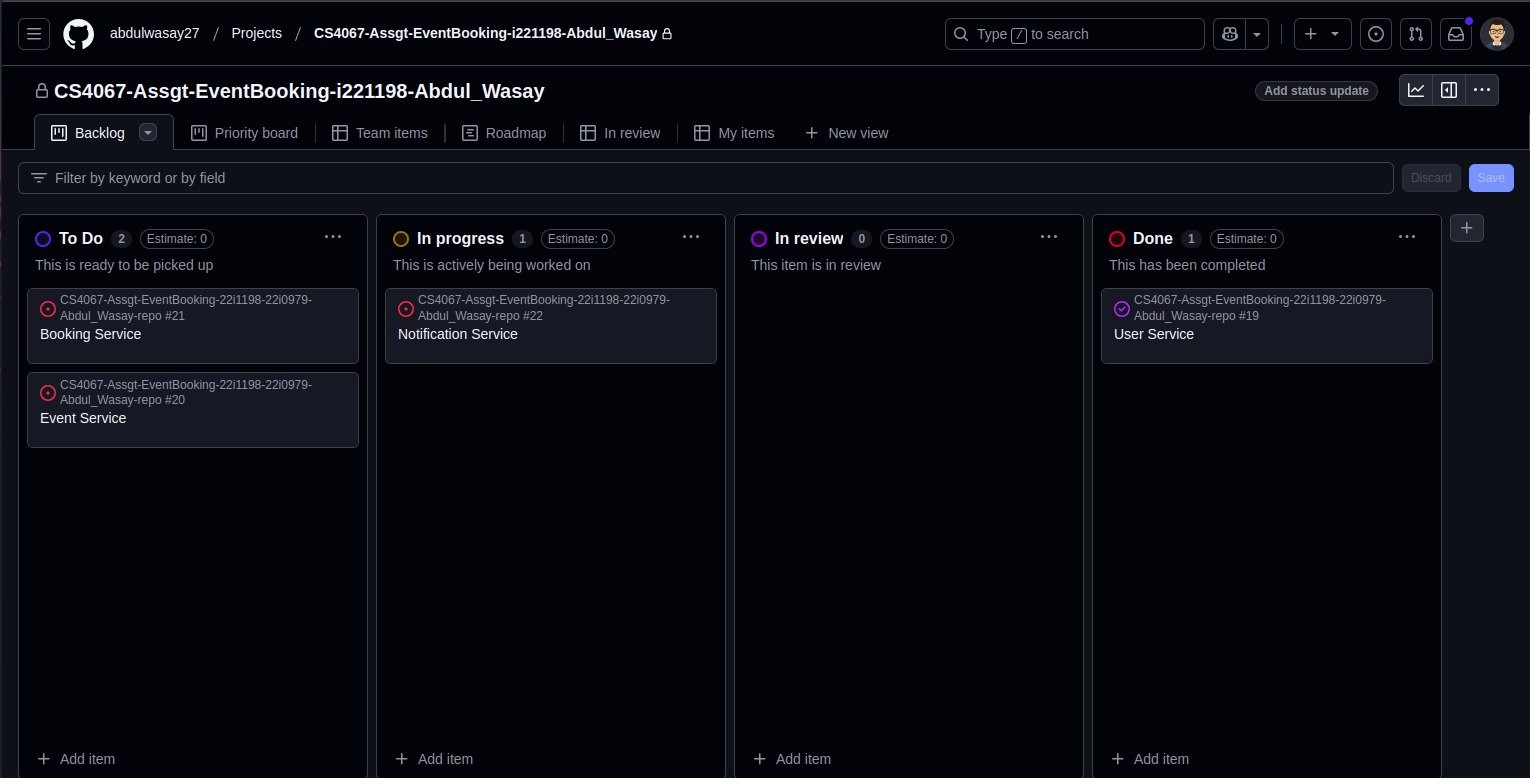 abdulwasay27 / Projects / CS4067-Assgt-EventBooking-i221198-Abdul_Wasay
Type / to search
CS4067-Assgt-EventBooking-i221198-Abdul_Wasay
Add status update
Backlog
Priority board
Team items
Roadmap
In review
My items
New view
Filter by keyword or by field
Discard
Save
To Do 2 Estimate: 0
This is ready to be picked up
CS4067-Assgt-EventBooking-22i1198-22i0979-
Abdul_Wasay-repo #21
Booking Service
CS4067-Assgt-EventBooking-22i1198-22i0979-
Abdul_Wasay-repo #20
Event Service
Add item
In progress 1 Estimate: 0
This is actively being worked on
CS4067-Assgt-EventBooking-22i1198-22i0979-
Abdul_Wasay-repo #22
Notification Service
Add item
In review 0 Estimate: 0
This item is in review
Add item
Done 1 Estimate: 0
This has been completed
CS4067-Assgt-EventBooking-22i1198-22i0979-
Abdul_Wasay-repo #19
User Service
Add item